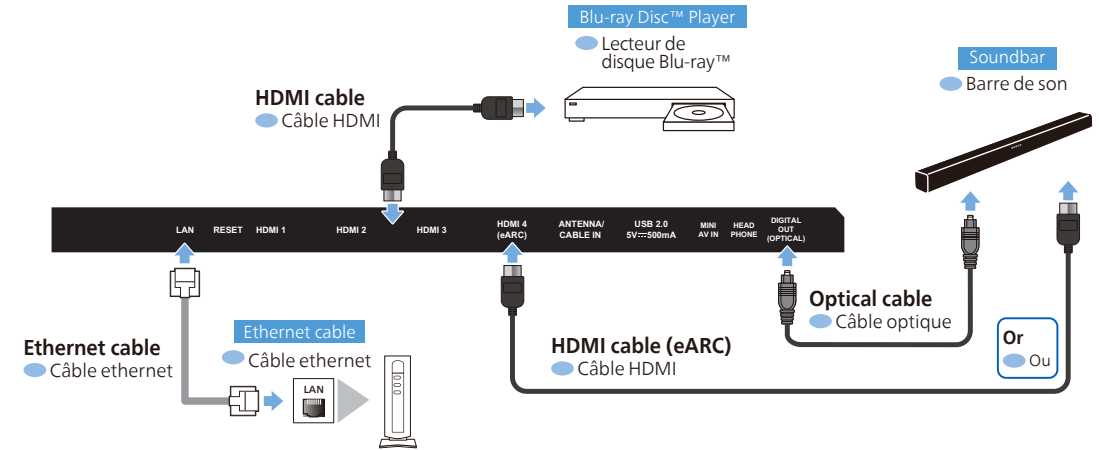 Blu-ray Disc™ Player
Lecteur de
disque Blu-ray™
Soundbar
Barre de son
HDMI cable
Câble HDMI
LAN
RESET
HDMI 1
HDMI 2
HDMI 3
HDMI 4
(eARC)
ANTENNA/
CABLE IN
USB 2.0
5V⎓500mA
MINI
AV IN
HEAD
PHONE
DIGITAL
OUT
(OPTICAL)
Optical cable
Câble optique
Ethernet cable
Câble ethernet
Ethernet cable
Câble ethernet
LAN
HDMI cable (eARC)
Câble HDMI
Or
Ou